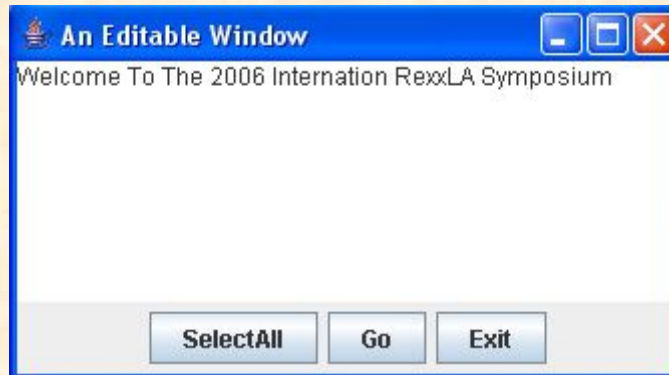 An Editable Window
Welcome To The 2006 Internation RexxLA Symposium
SelectAll Go Exit